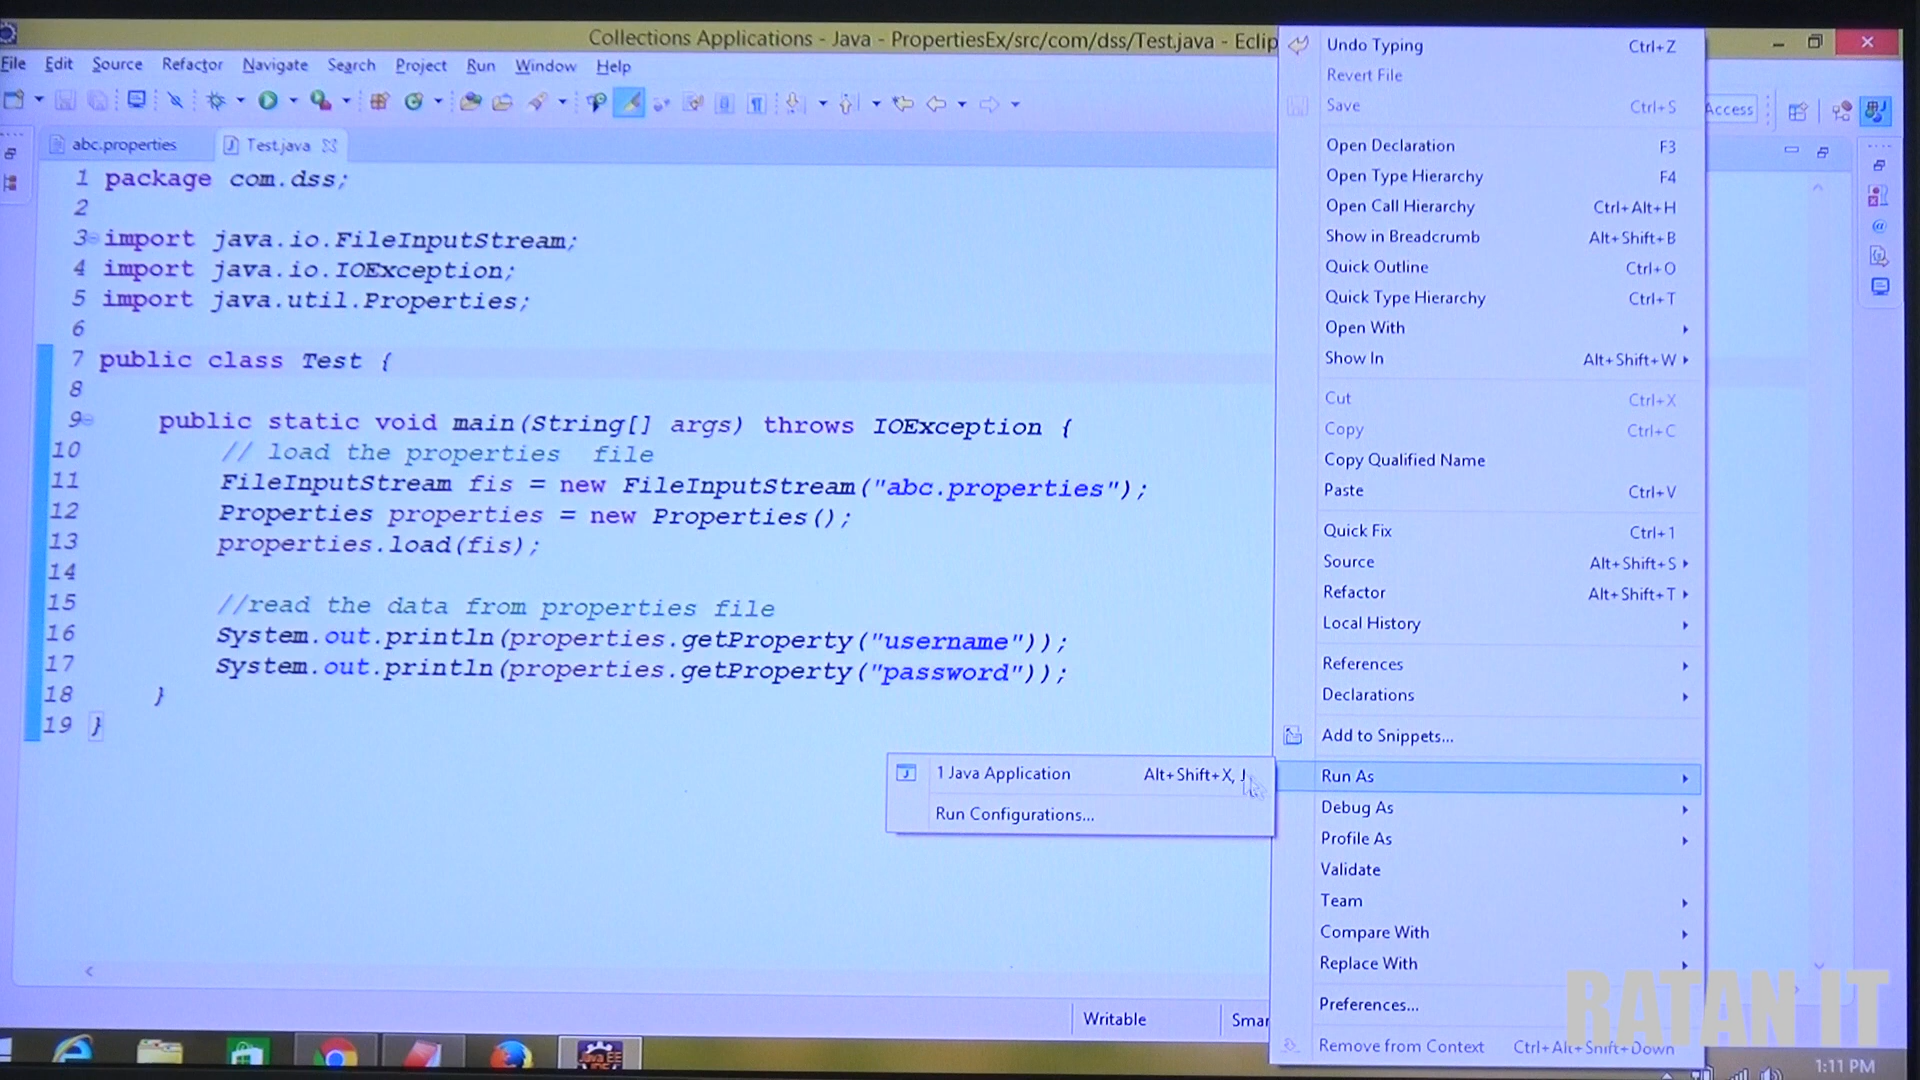 Collections Applications - Java - PropertiesEx/src/com/dss/Test.java - Eclip
File Edit Source Refactor Navigate Search Project Run Window Help
Access
abc.properties
Test.java
1 package com.dss;
2
3 import java.io.FileInputStream;
4 import java.io.IOException;
5 import java.util.Properties;
6
7 public class Test {
8
9 public static void main(String[] args) throws IOException {
10 // load the properties file
11 FileInputStream fis = new FileInputStream("abc.properties");
12 Properties properties = new Properties();
13 properties.load(fis);
14
15 //read the data from properties file
16 System.out.println(properties.getProperty("username"));
17 System.out.println(properties.getProperty("password"));
18 }
19 }
1 Java Application Alt+Shift+X, J
Run Configurations...
Undo Typing Ctrl+Z
Revert File
Save Ctrl+S
Open Declaration F3
Open Type Hierarchy F4
Open Call Hierarchy Ctrl+Alt+H
Show in Breadcrumb Alt+Shift+B
Quick Outline Ctrl+O
Quick Type Hierarchy Ctrl+T
Open With
Show In Alt+Shift+W
Cut Ctrl+X
Copy Ctrl+C
Copy Qualified Name
Paste Ctrl+V
Quick Fix Ctrl+1
Source Alt+Shift+S
Refactor Alt+Shift+T
Local History
References
Declarations
Add to Snippets...
Run As
Debug As
Profile As
Validate
Team
Compare With
Replace With
Preferences...
Remove from Context Ctrl+Alt+Shift+Down
Writable
Smar
Java EE
RATAN IT
1:11 PM